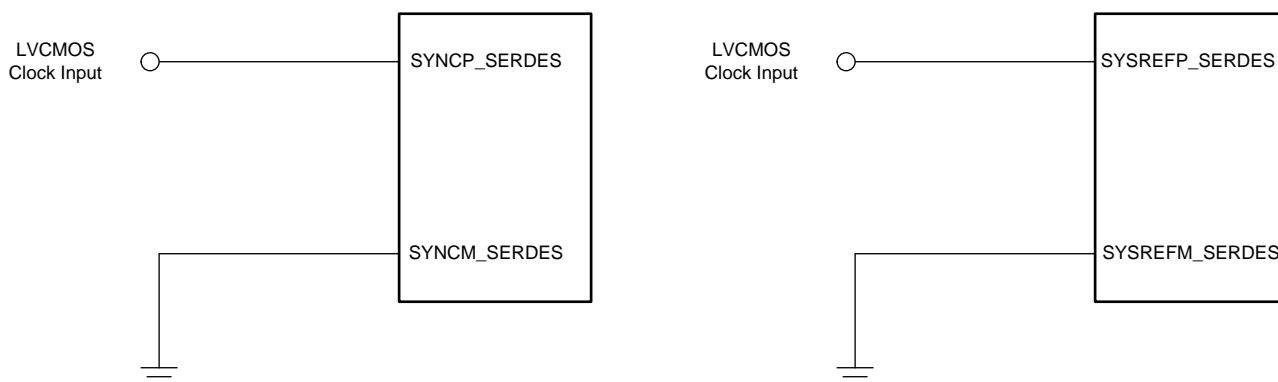 LVCMOS
Clock Input
SYNCP_SERDES
SYNCM_SERDES
LVCMOS
Clock Input
SYSREFP_SERDES
SYSREFM_SERDES